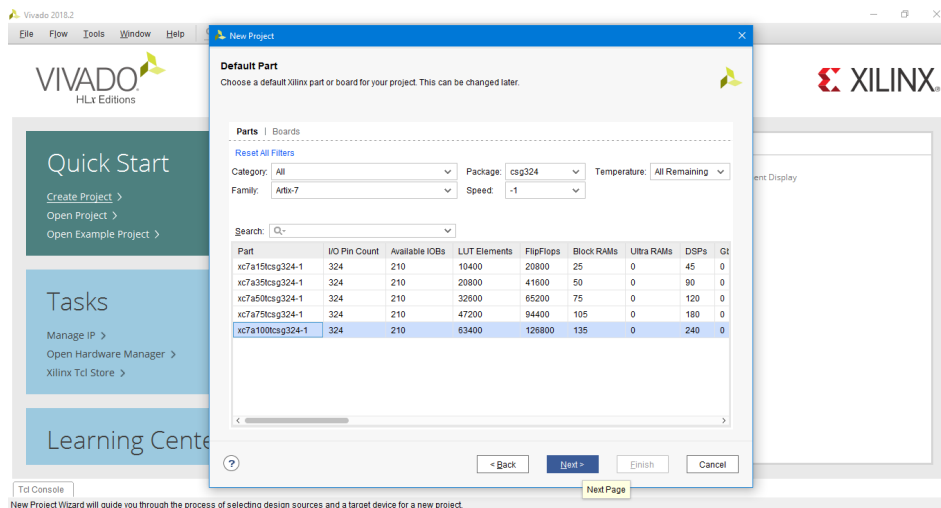 Vivado 2018.2
File Flow Tools Window Help
VIVADO
HLx Editions
XILINX
Quick Start
Create Project >
Open Project >
Open Example Project >
Tasks
Manage IP >
Open Hardware Manager >
Xilinx Tcl Store >
Learning Cente
Tcl Console
New Project Wizard will guide you through the process of selecting design sources and a target device for a new project.
New Project
Default Part
Choose a default Xilinx part or board for your project. This can be changed later.
Parts | Boards
Reset All Filters
Category: All Package: csg324 Temperature: All Remaining
Family: Artix-7 Speed: -1
Search: Q-
Part I/O Pin Count Available IOBs LUT Elements FlipFlops Block RAMs Ultra RAMs DSPs Gt
xc7a15tcsg324-1 324 210 10400 20800 25 0 45 0
xc7a35tcsg324-1 324 210 20800 41600 50 0 90 0
xc7a50tcsg324-1 324 210 32600 65200 75 0 120 0
xc7a75tcsg324-1 324 210 47200 94400 105 0 180 0
xc7a100tcsg324-1 324 210 63400 126800 135 0 240 0
? < Back Next > Finish Cancel
Next Page
ent Display